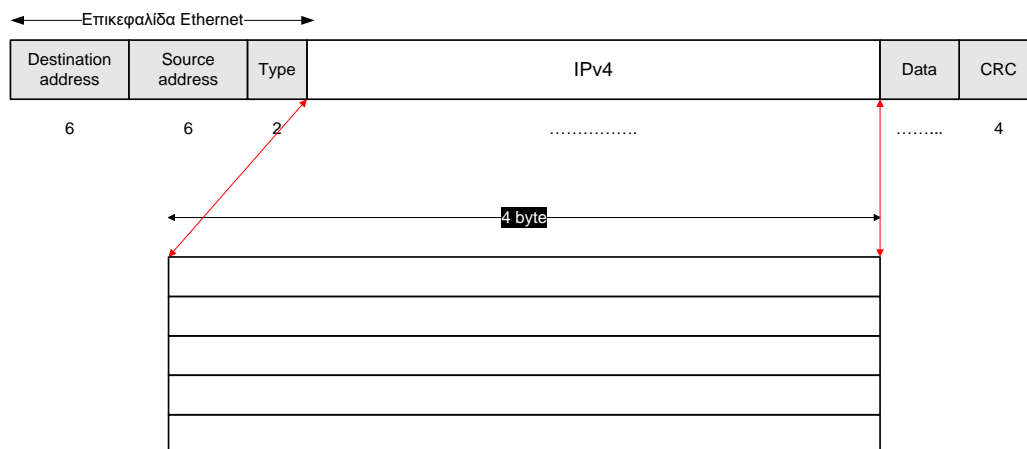 Επικεφαλίδα Ethernet
Destination address
Source address
Type
IPv4
Data
CRC
6
6
2
................
.........
4
4 byte